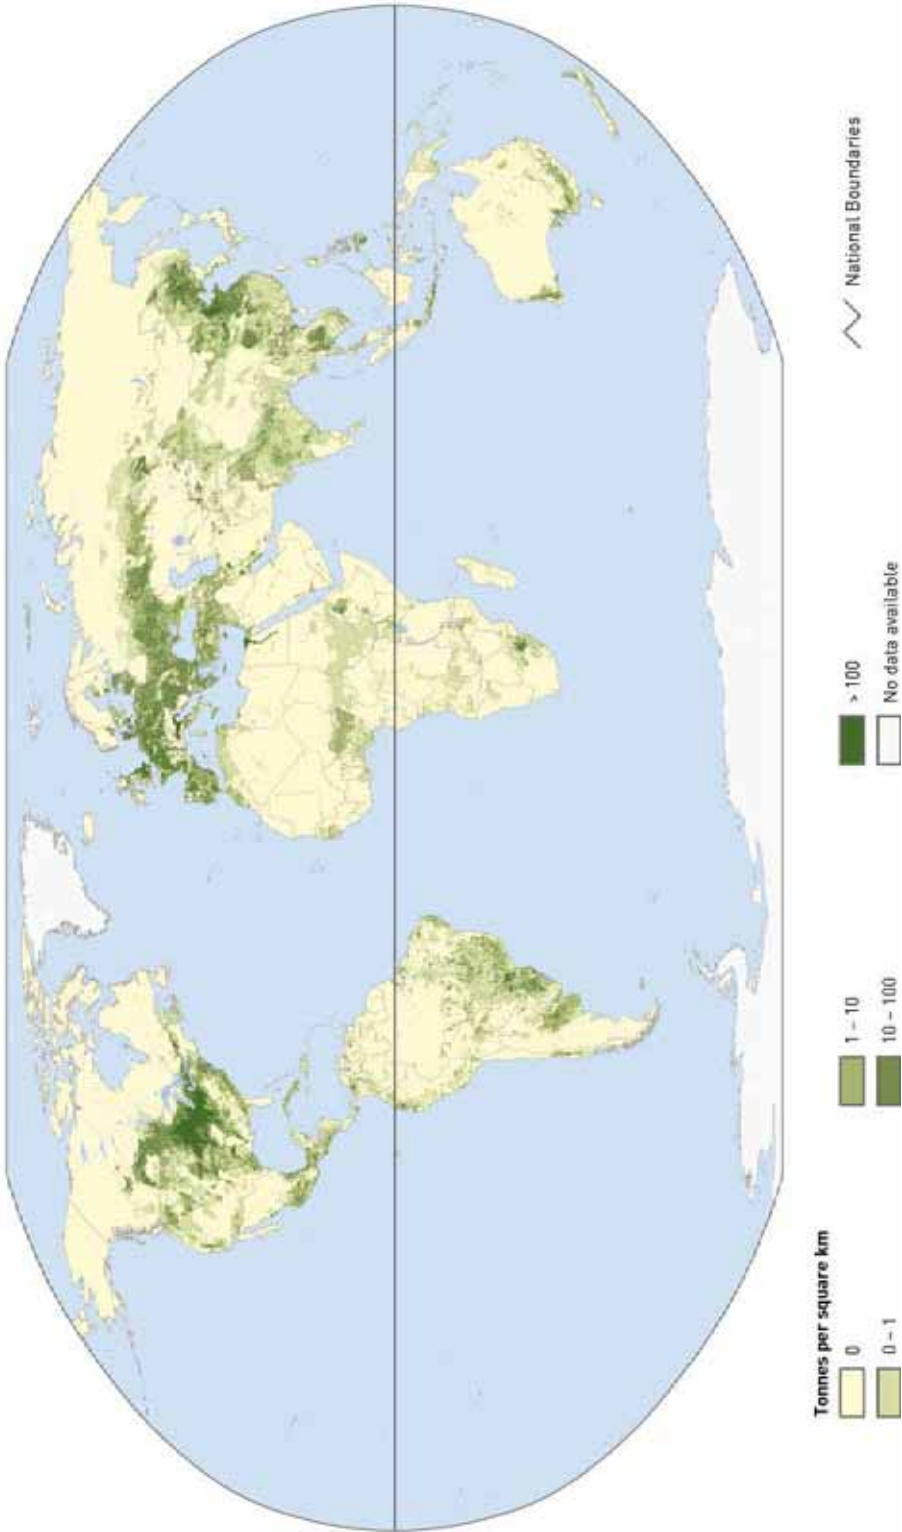 Tonnes per square km
0
0 – 1
1 – 10
10 – 100
> 100
No data available
National Boundaries